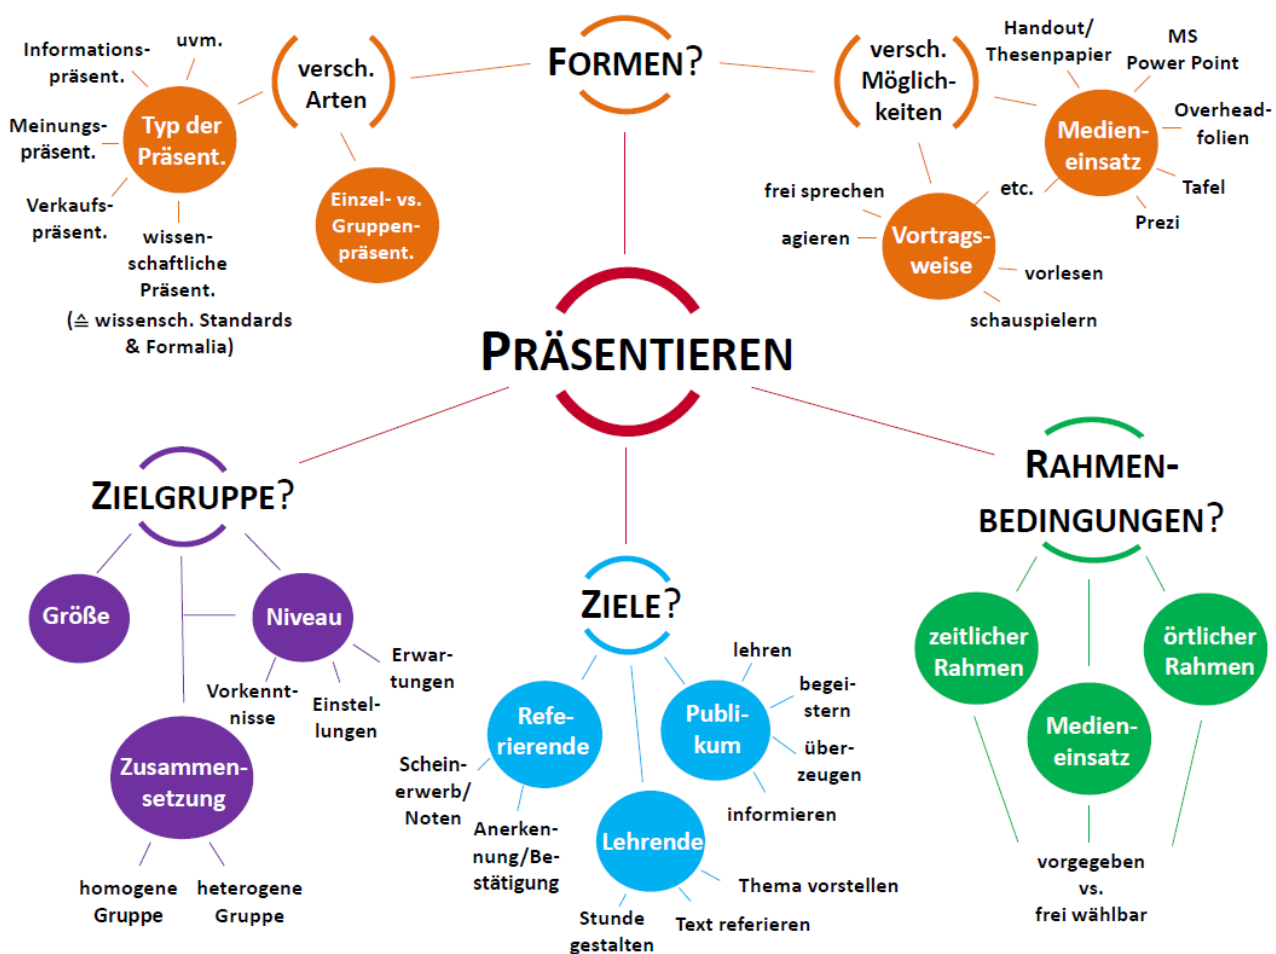 FORMEN?
versch.
Arten
uvm.
Informations-
präsent.
Typ der
Präsent.
Meinungs-
präsent.
Verkaufs-
präsent.
wissen-
schaftliche
Präsent.
(≙ wissensch. Standards
& Formalia)
Einzel- vs.
Gruppen-
präsent.
versch.
Möglich-
keiten
Handout/
Thesenpapier
MS
Power Point
Overhead-
folien
Medien-
einsatz
Tafel
Prezi
etc.
frei sprechen
agieren
Vortrags-
weise
vorlesen
schauspielern
PRÄSENTIEREN
ZIELGRUPPE?
Größe
Niveau
Erwar-
tungen
Einstel-
lungen
Vorkennt-
nisse
Zusammen-
setzung
homogene
Gruppe
heterogene
Gruppe
ZIELE?
Refe-
rierende
Schein-
erwerb/
Noten
Anerken-
nung/Be-
stätigung
Publi-
kum
lehren
begei-
stern
über-
zeugen
informieren
Lehrende
Thema vorstellen
Text referieren
Stunde
gestalten
RAHMEN-
BEDINGUNGEN?
zeitlicher
Rahmen
Medien-
einsatz
örtlicher
Rahmen
vorgegeben
vs.
frei wählbar